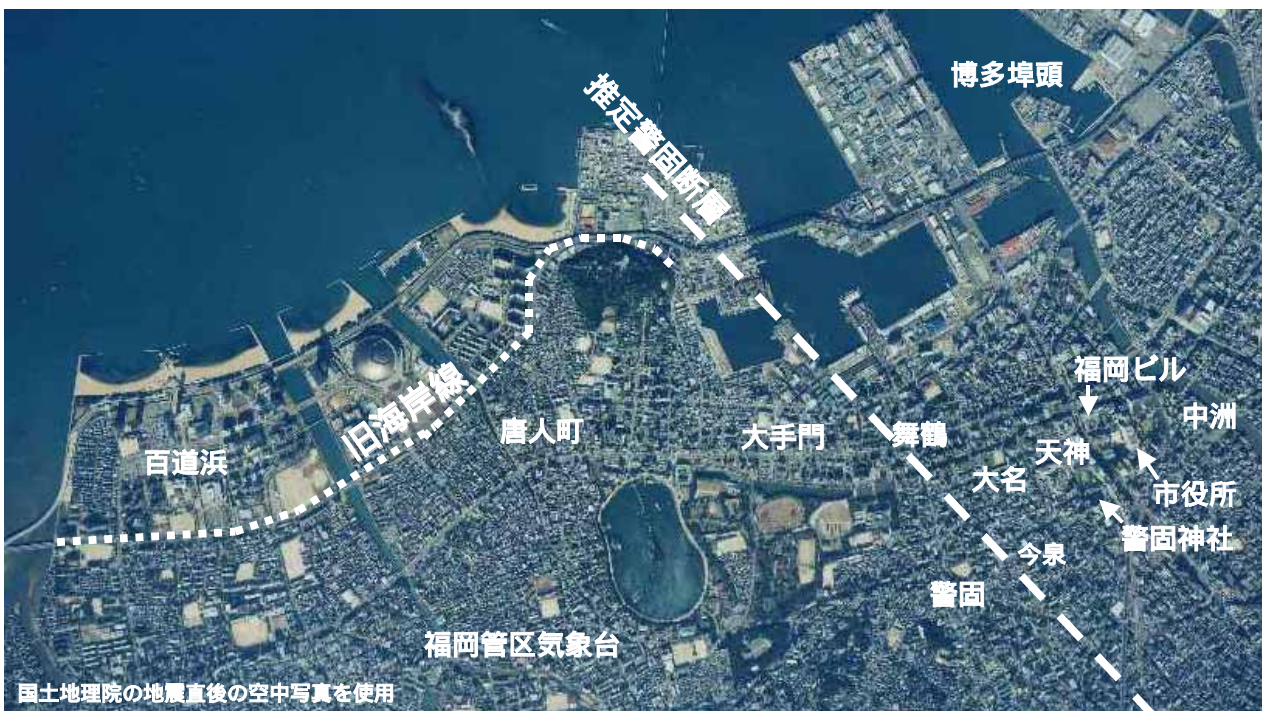 博多埠頭
推定警固断層
福岡ビル
中洲
旧海岸線
唐人町
大手門
舞鶴
天神
百道浜
大名
市役所
警固神社
今泉
警固
福岡管区気象台
国土地理院の地震直後の空中写真を使用